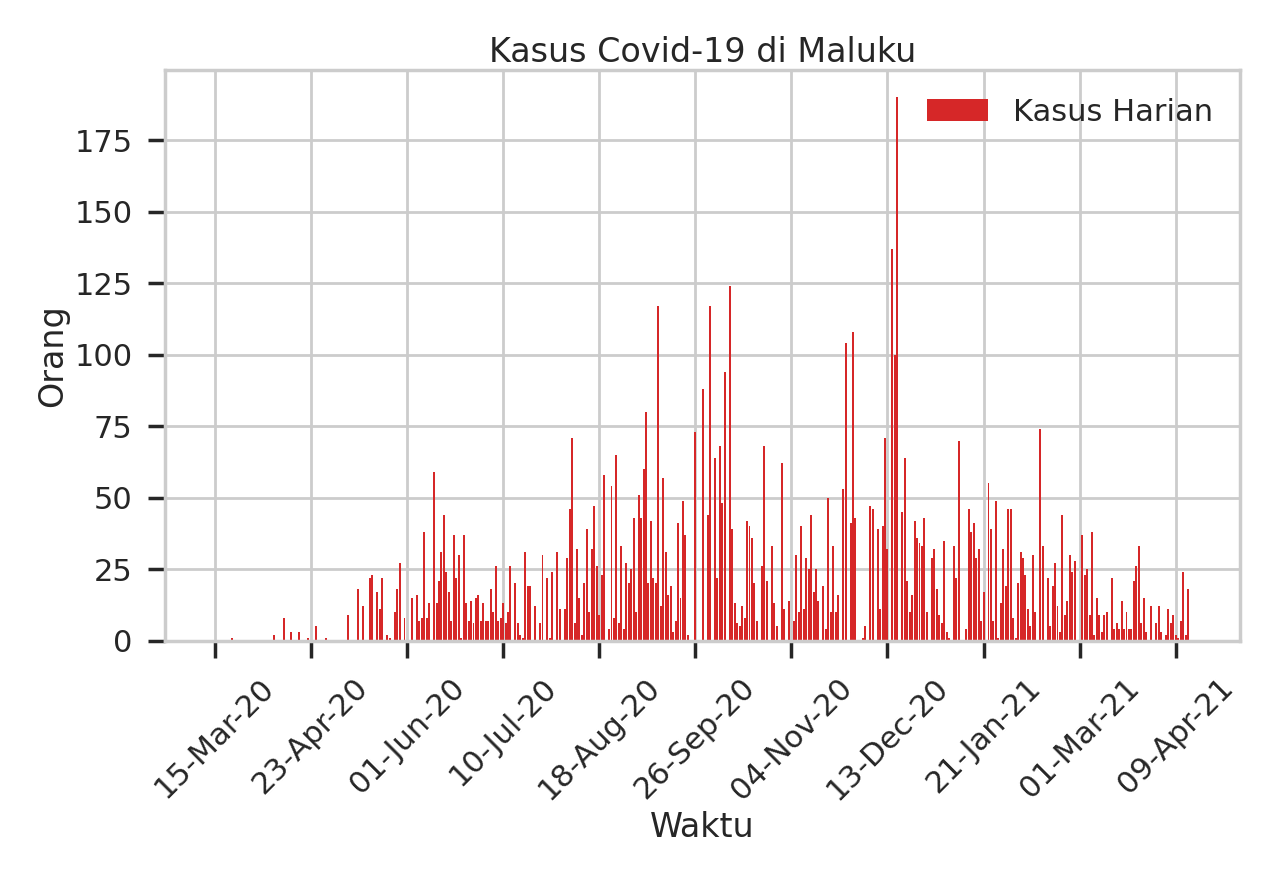 Kasus Covid-19 di Maluku
Kasus Harian
Orang
175
150
125
100
75
50
25
0
15-Mar-20
23-Apr-20
01-Jun-20
10-Jul-20
18-Aug-20
26-Sep-20
04-Nov-20
13-Dec-20
21-Jan-21
01-Mar-21
09-Apr-21
Waktu